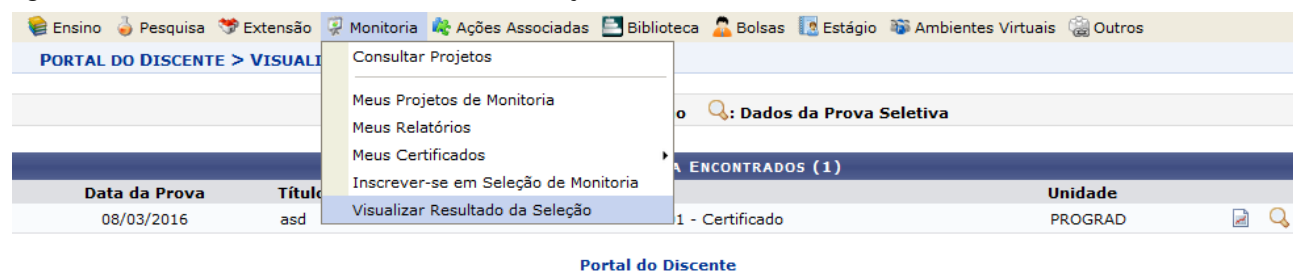 Ensino Pesquisa Extensão Monitoria Ações Associadas Biblioteca Bolsas Estágio Ambientes Virtuais Outros
PORTAL DO DISCENTE > VISUALI
Consultar Projetos
Meus Projetos de Monitoria
o : Dados da Prova Seletiva
Meus Relatórios
Meus Certificados
A ENCONTRADOS (1)
Inscrever-se em Seleção de Monitoria
Data da Prova Título Unidade
Visualizar Resultado da Seleção
08/03/2016 asd 01 - Certificado PROGRAD
Portal do Discente